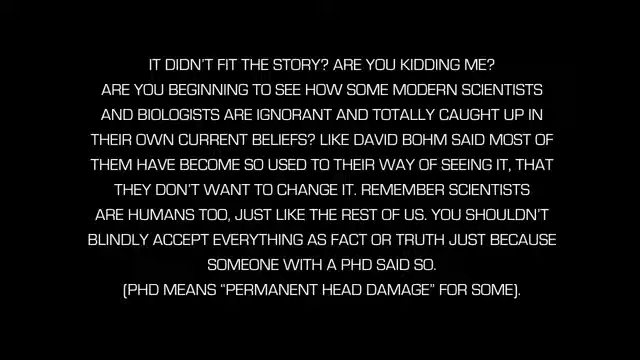 IT DIDN'T FIT THE STORY? ARE YOU KIDDING ME?
ARE YOU BEGINNING TO SEE HOW SOME MODERN SCIENTISTS
AND BIOLOGISTS ARE IGNORANT AND TOTALLY CAUGHT UP IN
THEIR OWN CURRENT BELIEFS? LIKE DAVID BOHM SAID MOST OF
THEM HAVE BECOME SO USED TO THEIR WAY OF SEEING IT, THAT
THEY DON'T WANT TO CHANGE IT. REMEMBER SCIENTISTS
ARE HUMANS TOO, JUST LIKE THE REST OF US. YOU SHOULDN'T
BLINDLY ACCEPT EVERYTHING AS FACT OR TRUTH JUST BECAUSE
SOMEONE WITH A PHD SAID SO.
(PHD MEANS “PERMANENT HEAD DAMAGE” FOR SOME).